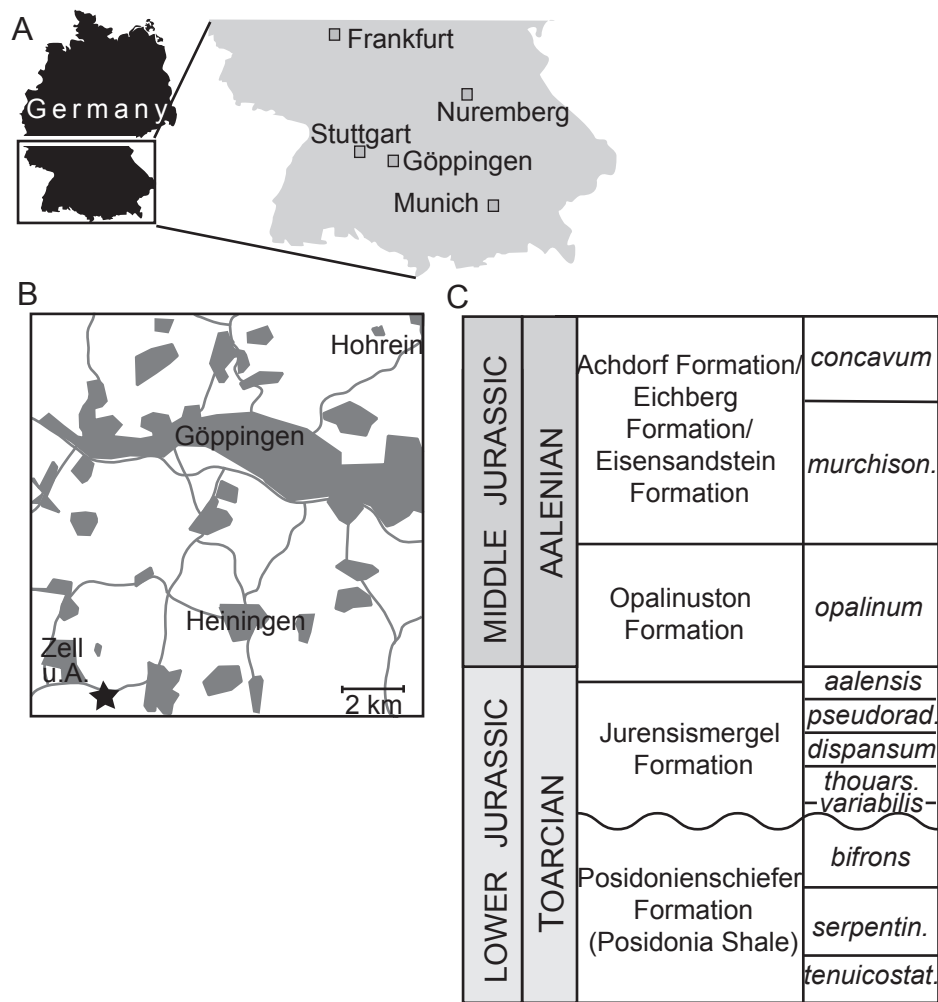 A
Germany
Frankfurt
Nuremberg
Stuttgart
Göppingen
Munich
B
Hohrein
Göppingen
Heiningen
Zell
u.A.
2 km
C
MIDDLE JURASSIC
AALENIAN
Achdorf Formation/
Eichberg
Formation/
Eisensandstein
Formation
concavum
murchison.
Opalinuston
Formation
opalinum
LOWER JURASSIC
TOARCIAN
Jurensismergel
Formation
aalensis
pseudorad.
dispansum
thouars.
variabilis
Posidonienschiefer
Formation
(Posidonia Shale)
bifrons
serpentin.
tenuicostat.